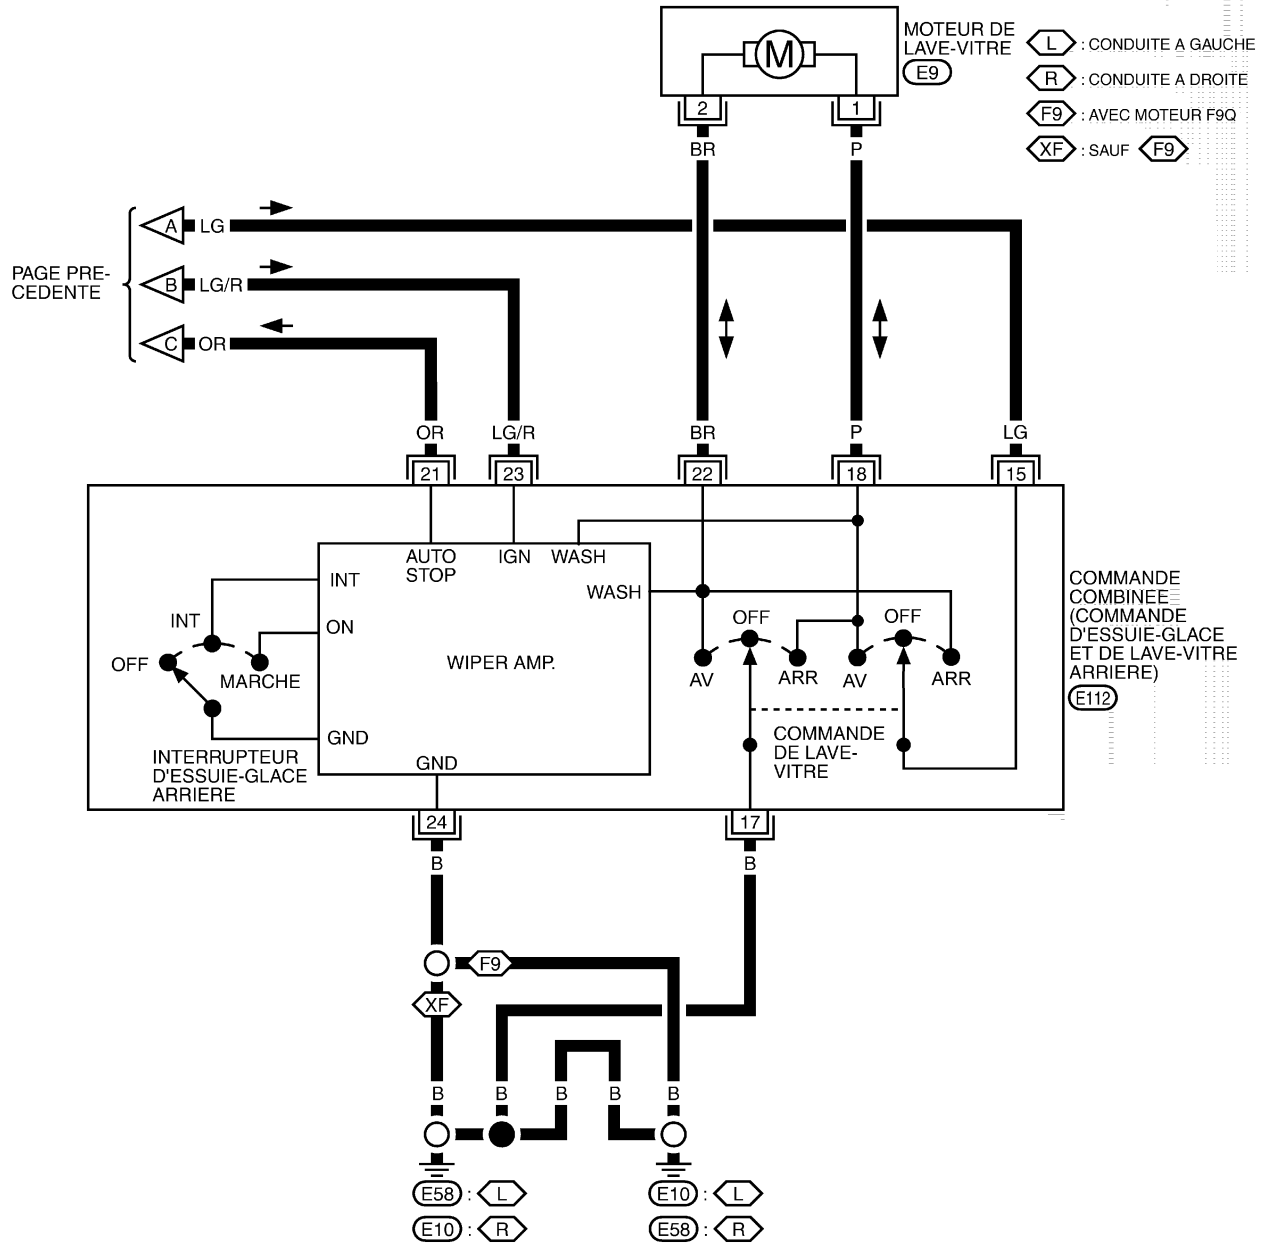 MOTEUR DE
LAVE-VITRE
E9
M
2
1
BR
P
L : CONDUITE A GAUCHE
R : CONDUITE A DROITE
F9 : AVEC MOTEUR F9Q
XF : SAUF F9
PAGE PRE-
CEDENTE
A LG
B LG/R
C OR
OR
LG/R
BR
P
LG
21
23
22
18
15
AUTO
STOP
IGN
WASH
WASH
INT
ON
GND
GND
WIPER AMP.
INT
OFF
MARCHE
INTERRUPTEUR
D'ESSUIE-GLACE
ARRIERE
OFF
AV
ARR
OFF
AV
ARR
COMMANDE
DE LAVE-
VITRE
COMMANDE
COMBINEE
(COMMANDE
D'ESSUIE-GLACE
ET DE LAVE-VITRE
ARRIERE)
E112
24
17
B
B
F9
XF
B
B
B
B
B
E58 : L
E10 : R
E10 : L
E58 : R